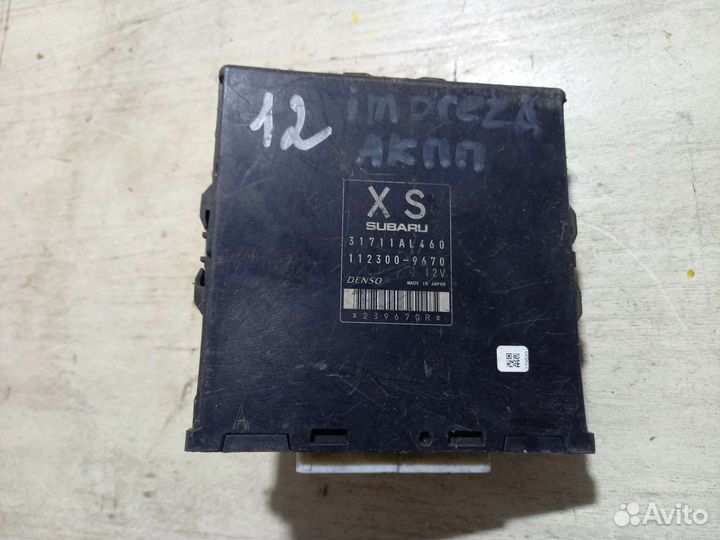 12 impreza
АКПП
XS
SUBARU
31711AL460
112300-9670
12V
DENSO MADE IN JAPAN
*239670R*
A
Avito